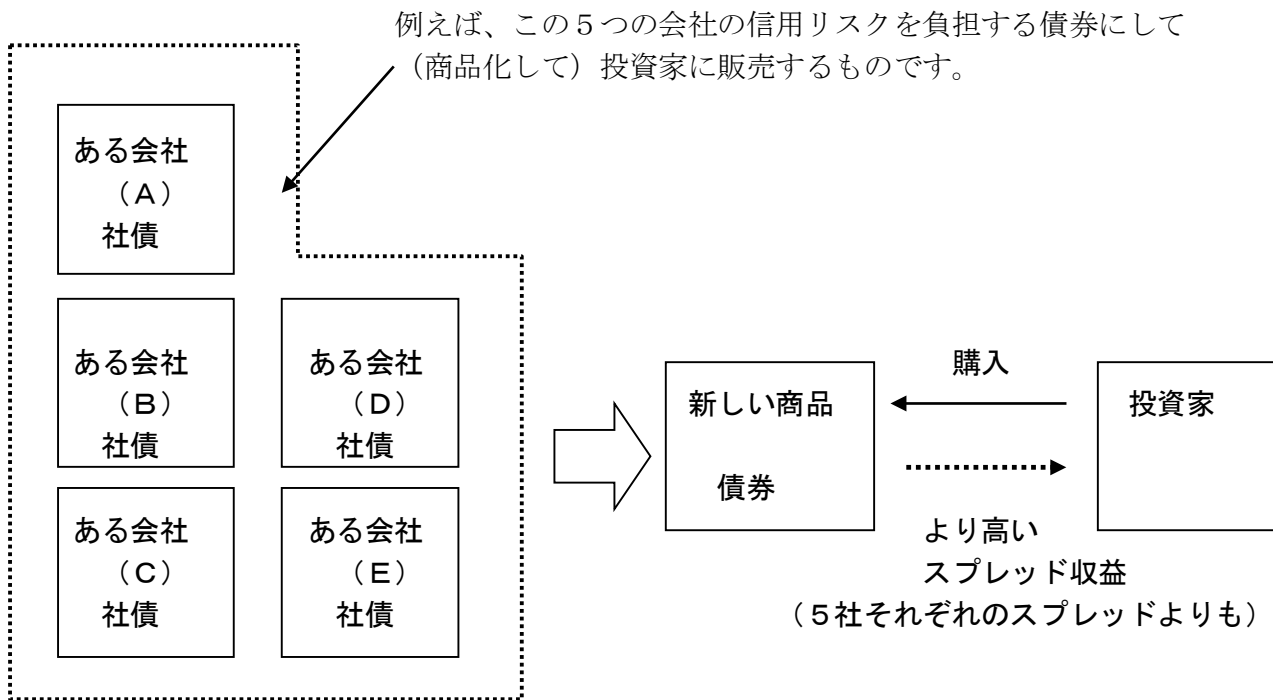 例えば、この５つの会社の信用リスクを負担する債券にして
（商品化して）投資家に販売するものです。
ある会社
（Ａ）
社債
ある会社
（Ｂ）
社債
ある会社
（Ｄ）
社債
ある会社
（Ｃ）
社債
ある会社
（Ｅ）
社債
新しい商品
債券
購入
投資家
より高い
スプレッド収益
（５社それぞれのスプレッドよりも）